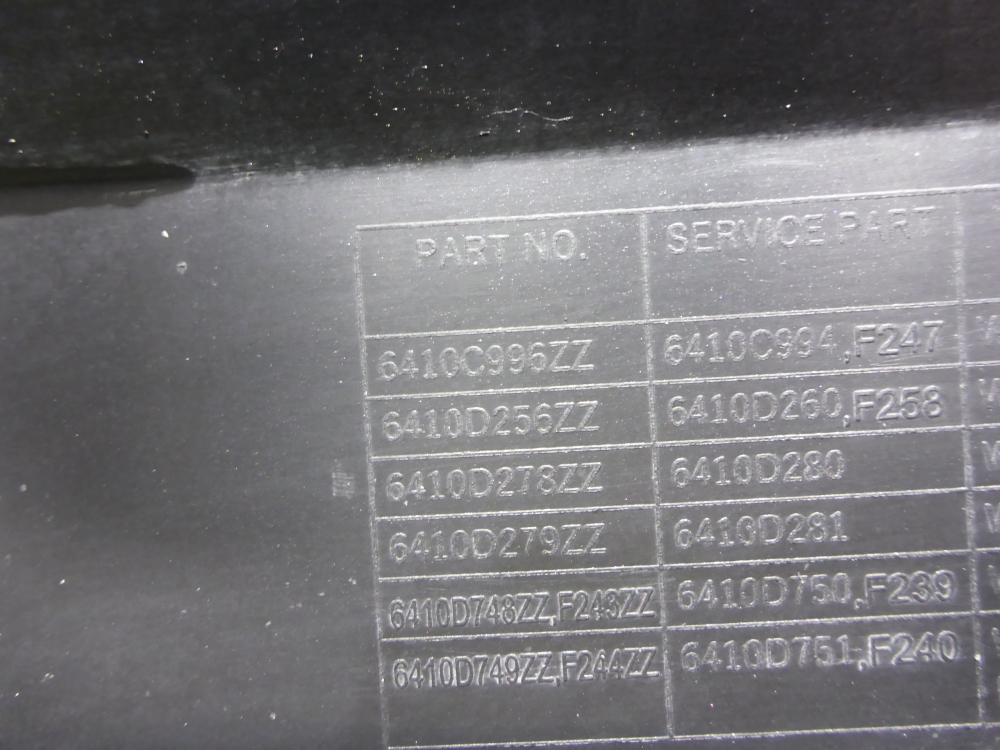 PART NO. SERVICE PART
6410C996ZZ 6410C994,F247
6410D256ZZ 6410D260,F258
6410D278ZZ 6410D280
6410D279ZZ 6410D281
6410D748ZZ,F243ZZ 6410D750,F239
6410D749ZZ,F244ZZ 6410D751,F240